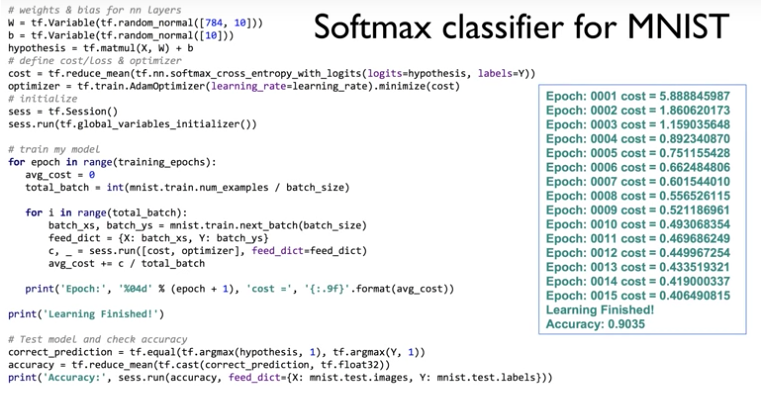 # weights & bias for nn layers
W = tf.Variable(tf.random_normal([784, 10]))
b = tf.Variable(tf.random_normal([10]))
hypothesis = tf.matmul(X, W) + b
# define cost/loss & optimizer
cost = tf.reduce_mean(tf.nn.softmax_cross_entropy_with_logits(logits=hypothesis, labels=Y))
optimizer = tf.train.AdamOptimizer(learning_rate=learning_rate).minimize(cost)
# initialize
sess = tf.Session()
sess.run(tf.global_variables_initializer())
# train my model
for epoch in range(training_epochs):
avg_cost = 0
total_batch = int(mnist.train.num_examples / batch_size)
for i in range(total_batch):
batch_xs, batch_ys = mnist.train.next_batch(batch_size)
feed_dict = {X: batch_xs, Y: batch_ys}
c, _ = sess.run([cost, optimizer], feed_dict=feed_dict)
avg_cost += c / total_batch
print('Epoch:', '%04d' % (epoch + 1), 'cost =', '{:.9f}'.format(avg_cost))
print('Learning Finished!')
# Test model and check accuracy
correct_prediction = tf.equal(tf.argmax(hypothesis, 1), tf.argmax(Y, 1))
accuracy = tf.reduce_mean(tf.cast(correct_prediction, tf.float32))
print('Accuracy:', sess.run(accuracy, feed_dict={X: mnist.test.images, Y: mnist.test.labels}))
Softmax classifier for MNIST
Epoch: 0001 cost = 5.888845987
Epoch: 0002 cost = 1.860620173
Epoch: 0003 cost = 1.159035648
Epoch: 0004 cost = 0.892340870
Epoch: 0005 cost = 0.751155428
Epoch: 0006 cost = 0.662484806
Epoch: 0007 cost = 0.601544010
Epoch: 0008 cost = 0.556526115
Epoch: 0009 cost = 0.521186961
Epoch: 0010 cost = 0.493068354
Epoch: 0011 cost = 0.469686249
Epoch: 0012 cost = 0.449967254
Epoch: 0013 cost = 0.433519321
Epoch: 0014 cost = 0.419000337
Epoch: 0015 cost = 0.406490815
Learning Finished!
Accuracy: 0.9035